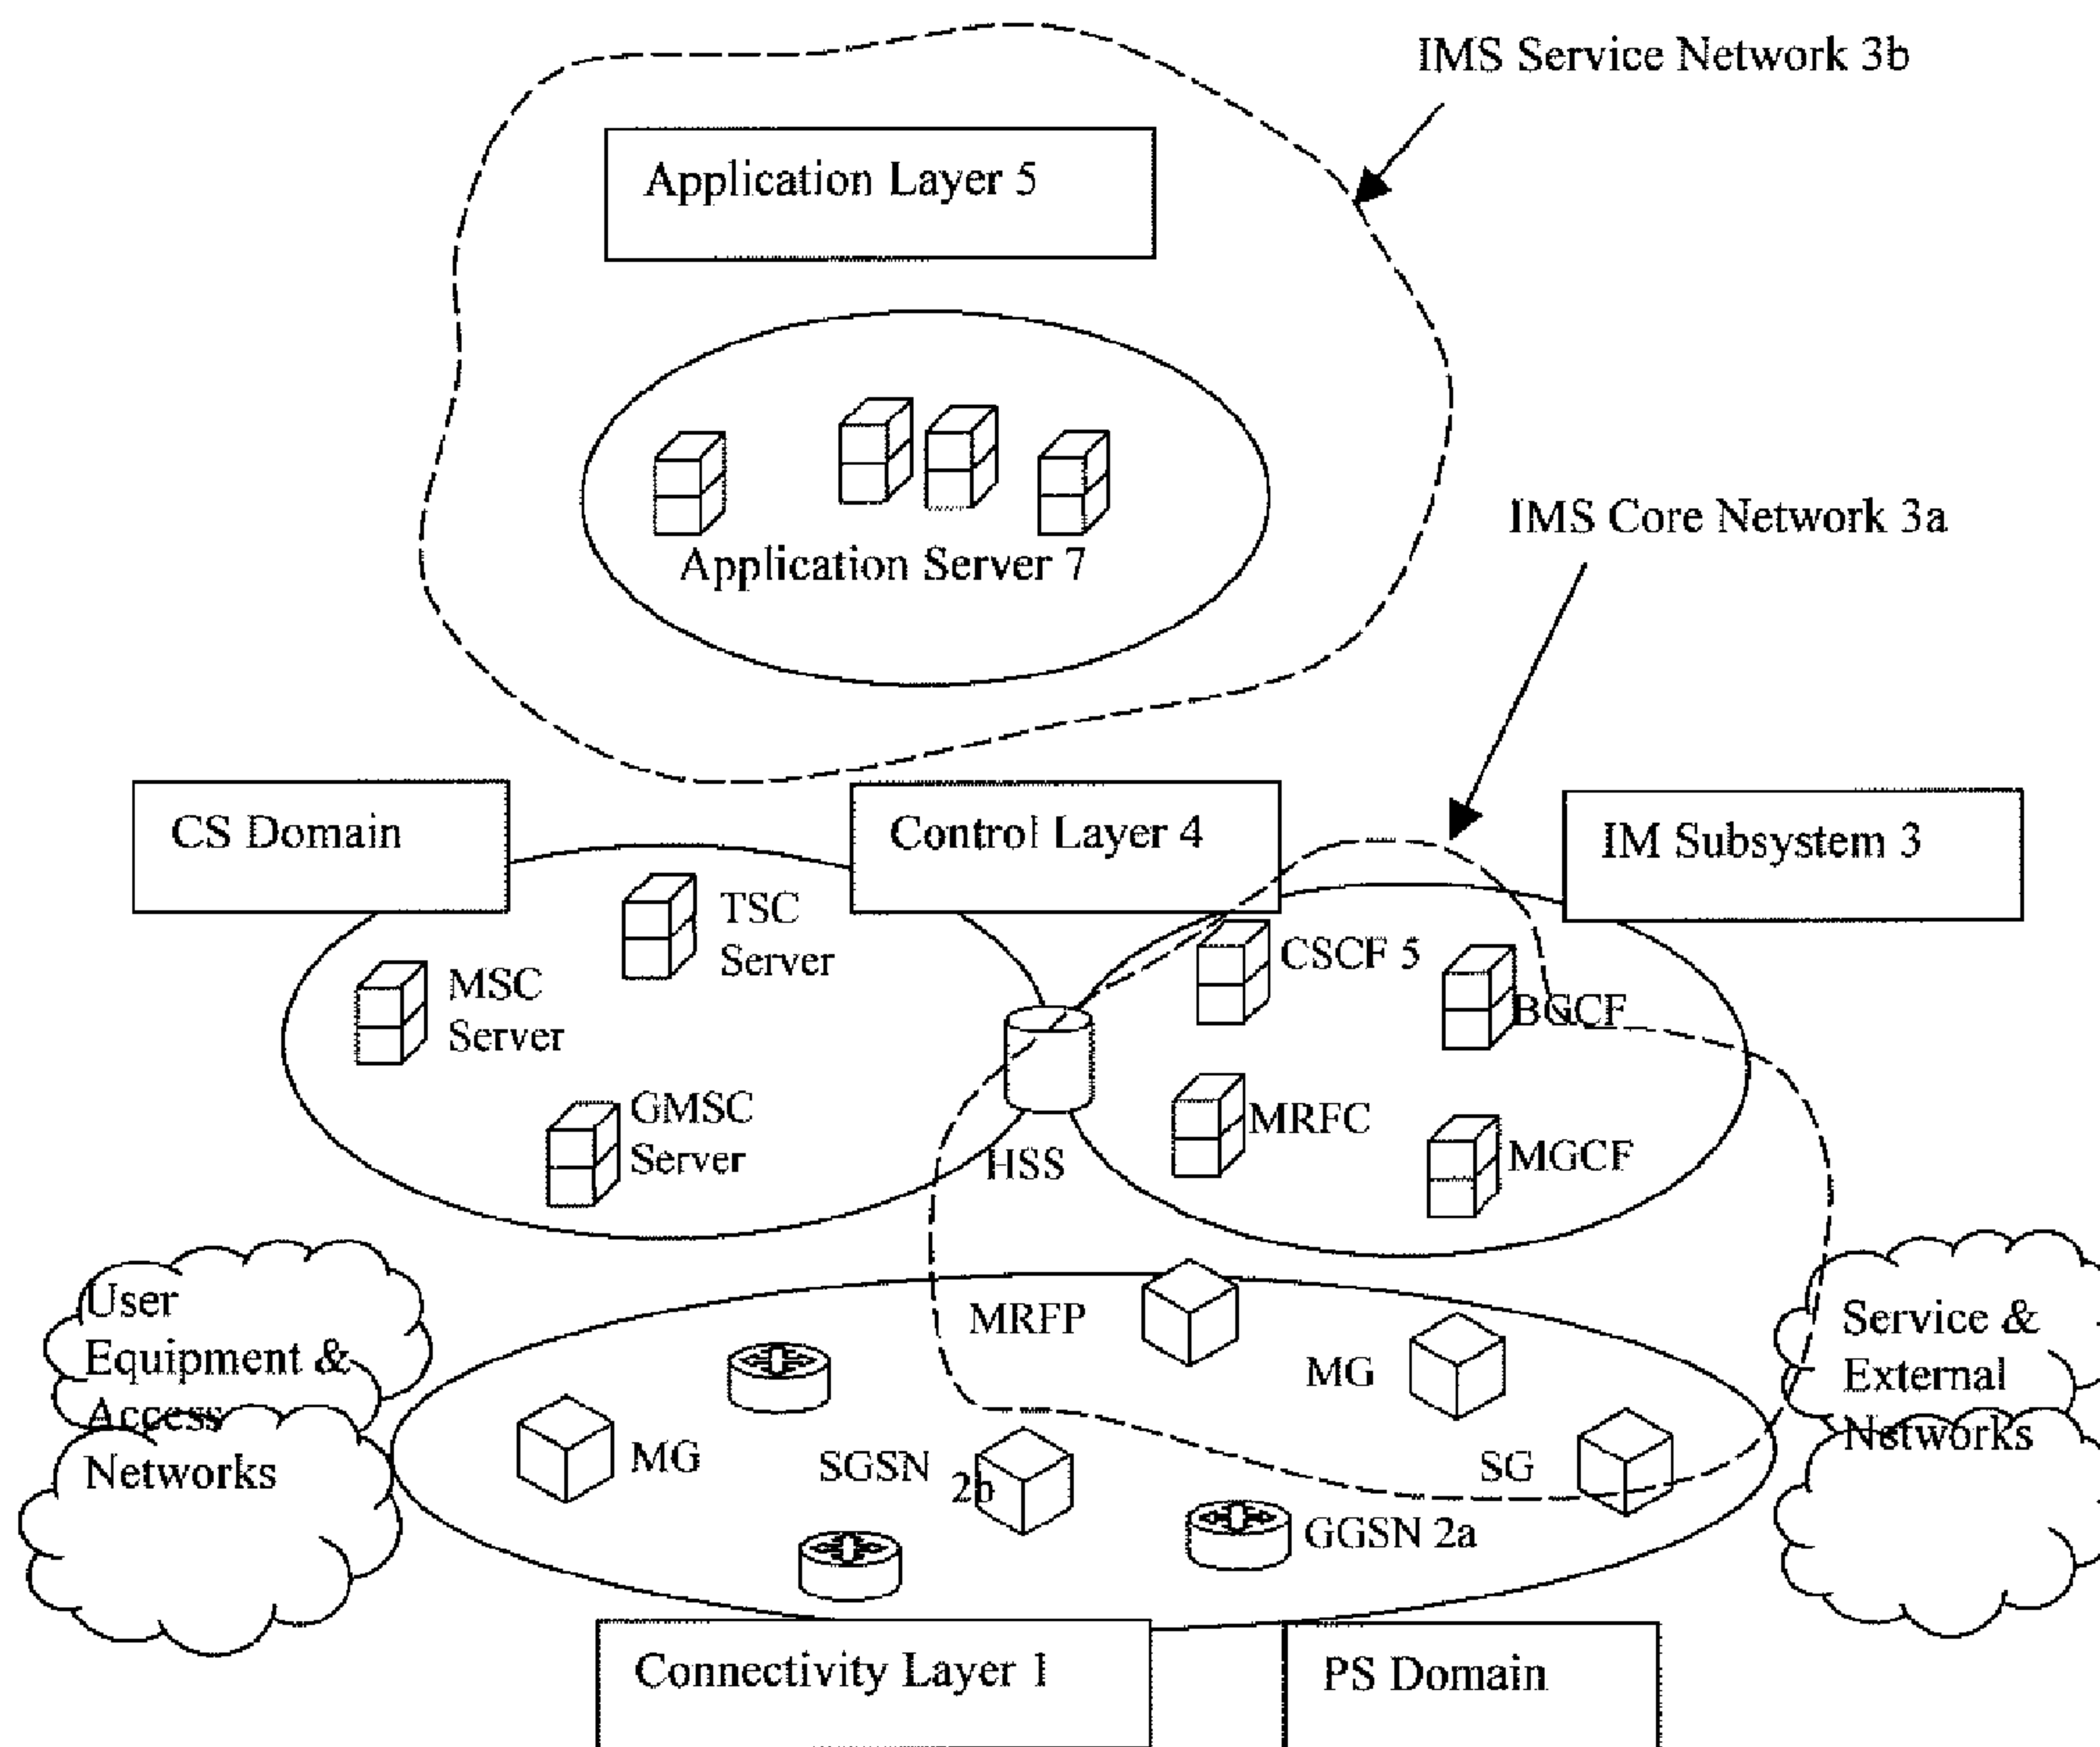 IMS Service Network 3b
Application Layer 5
IMS Core Network 3a
Application Server 7
CS Domain
Control Layer 4
IM Subsystem 3
TSC
Server
CSCF 5
MSC
Server
BGCF
GMSC
Server
MRFC
HSS
MGCF
User
Equipment &
Access
Networks
MRFP
MG
Service &
External
Networks
MG
SGSN
2b
SG
GGSN 2a
Connectivity Layer 1
PS Domain